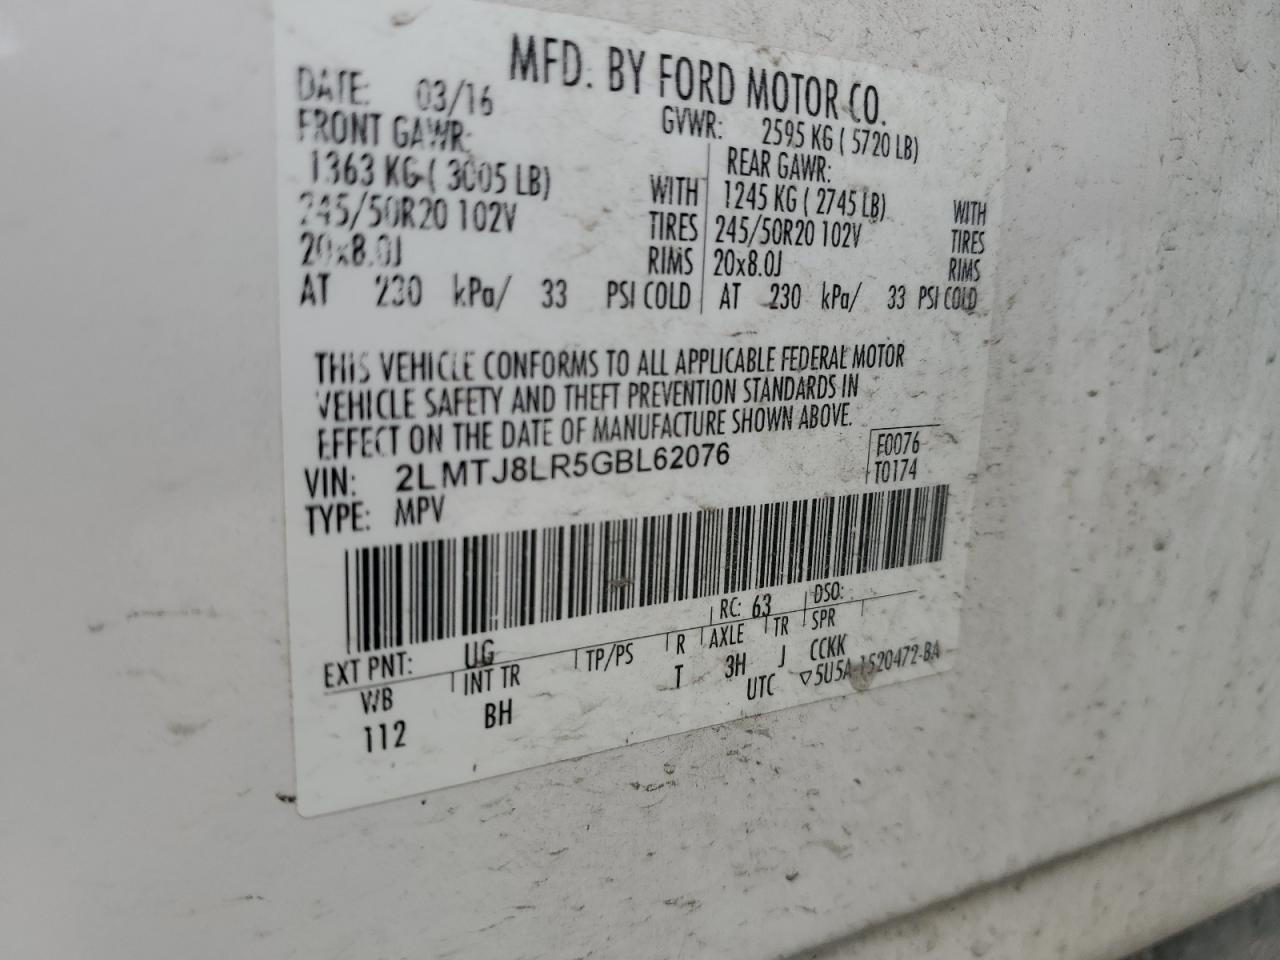 MFD. BY FORD MOTOR CO.
DATE: 03/16 GVWR: 2595 KG ( 5720 LB)
FRONT GAWR: REAR GAWR:
1363 KG ( 3005 LB) WITH 1245 KG ( 2745 LB) WITH
245/50R20 102V TIRES 245/50R20 102V TIRES
20x8.0J RIMS 20x8.0J RIMS
AT 230 kPa/ 33 PSI COLD AT 230 kPa/ 33 PSI COLD
THIS VEHICLE CONFORMS TO ALL APPLICABLE FEDERAL MOTOR
VEHICLE SAFETY AND THEFT PREVENTION STANDARDS IN
EFFECT ON THE DATE OF MANUFACTURE SHOWN ABOVE.
VIN: 2LMTJ8LR5GBL62076 F0076
TYPE: MPV T0174
EXT PNT: UG RC: 63 DSO:
WB INT TR TP/PS R AXLE TR SPR
112 BH T 3H J CCKK
UTC ▽5U5A-1520472-BA